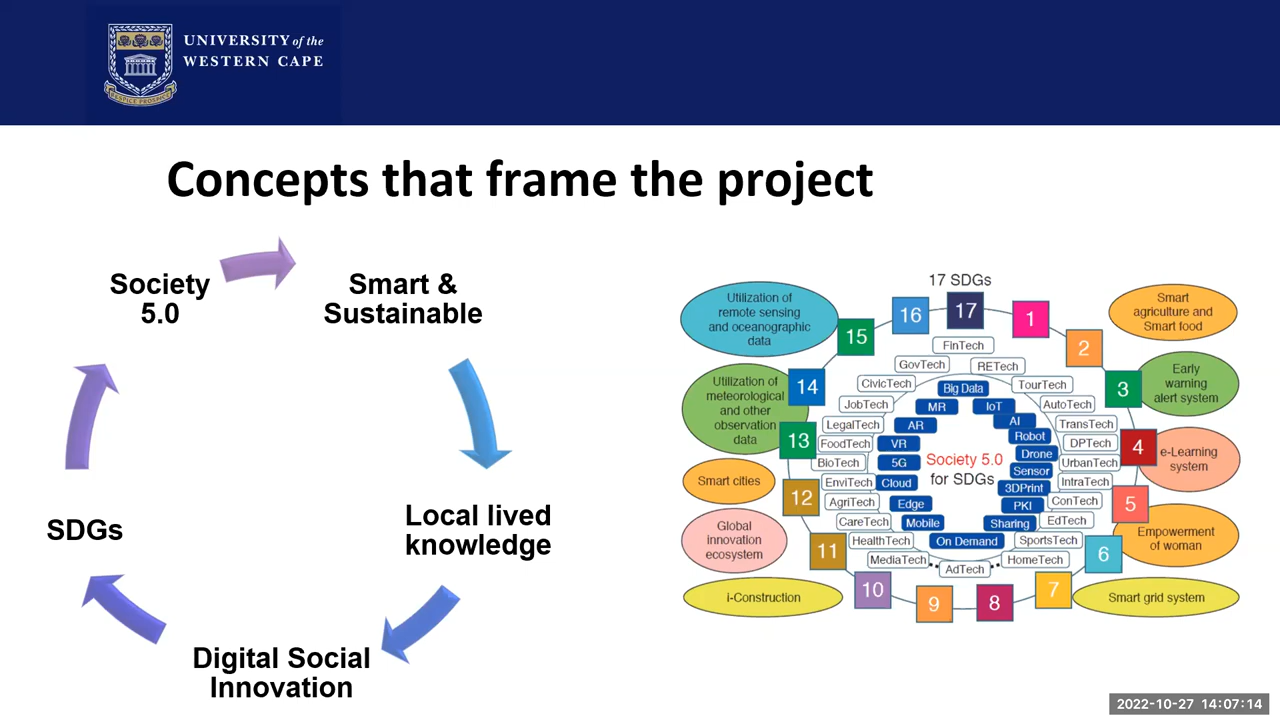 UNIVERSITY of the
WESTERN CAPE
RESPICE PROSPICE
Concepts that frame the project
Society
5.0
Smart &
Sustainable
Local lived
knowledge
Digital Social
Innovation
SDGs
17 SDGs
17
1
2
3
4
5
6
7
8
9
10
11
12
13
14
15
16
Utilization of
remote sensing
and oceanographic
data
Utilization of
meteorological
and other
observation
data
Smart cities
Global
innovation
ecosystem
i-Construction
Smart
agriculture and
Smart food
Early
warning
alert system
e-Learning
system
Empowerment
of woman
Smart grid system
FinTech
RETech
TourTech
AutoTech
TransTech
DPTech
UrbanTech
IntraTech
ConTech
EdTech
SportsTech
HomeTech
AdTech
MediaTech
HealthTech
CareTech
AgriTech
EnviTech
BioTech
FoodTech
LegalTech
JobTech
CivicTech
GovTech
Big Data
IoT
AI
Robot
Drone
Sensor
3DPrint
PKI
Sharing
On Demand
Mobile
Edge
Cloud
5G
VR
AR
MR
Society 5.0
for SDGs
2022-10-27 14:07:14